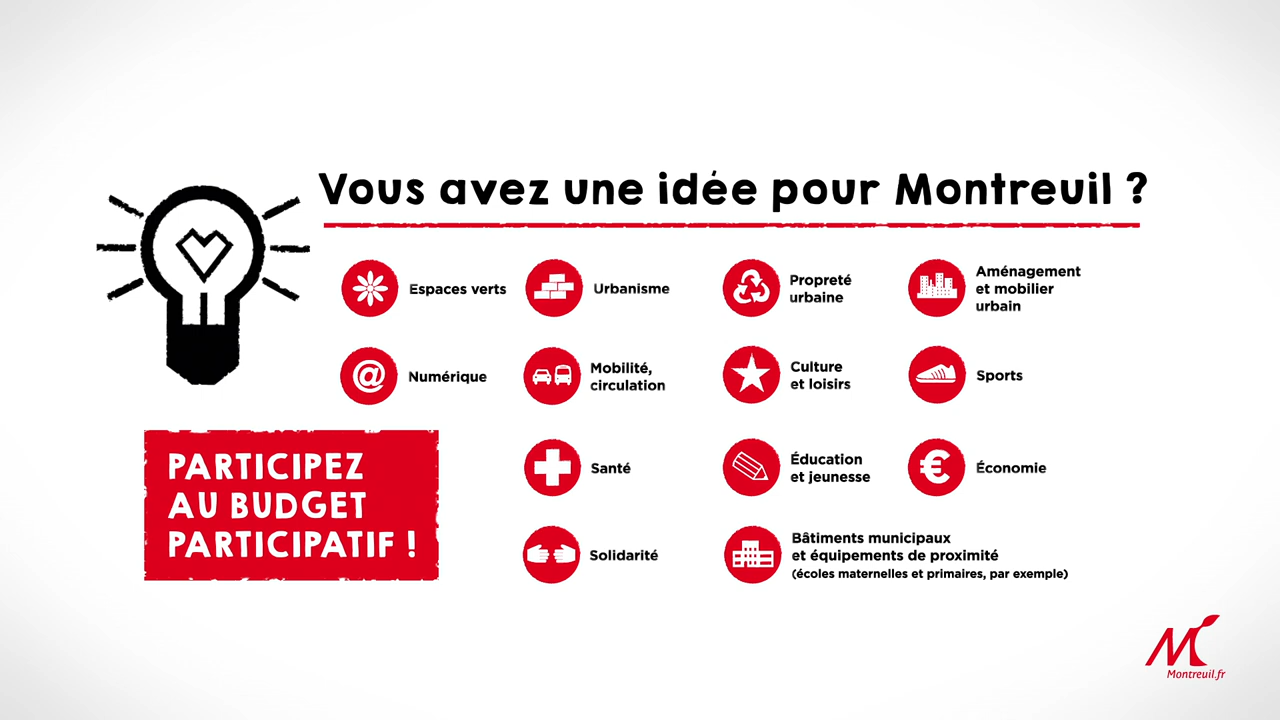 Vous avez une idée pour Montreuil ?
Espaces verts
Urbanisme
Propreté
urbaine
Aménagement
et mobilier
urbain
@
Numérique
Mobilité,
circulation
Culture
et loisirs
Sports
Santé
Éducation
et jeunesse
€
Économie
Solidarité
Bâtiments municipaux
et équipements de proximité
(écoles maternelles et primaires, par exemple)
PARTICIPEZ
AU BUDGET
PARTICIPATIF !
M
Montreuil.fr